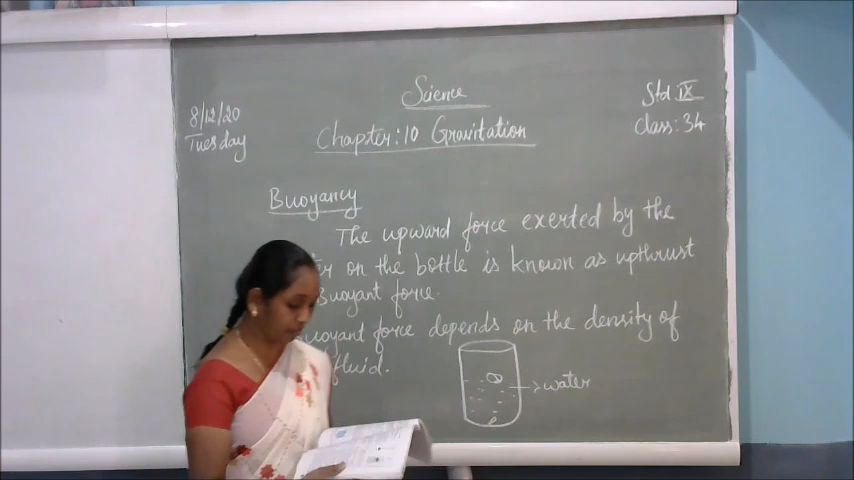 8/12/20
Tuesday
Science
Std IX
Class: 34
Chapter: 10 Gravitation
Buoyancy
The upward force exerted by the
on the bottle is known as upthrust
Buoyant force.
force depends on the density of
fluid.
water